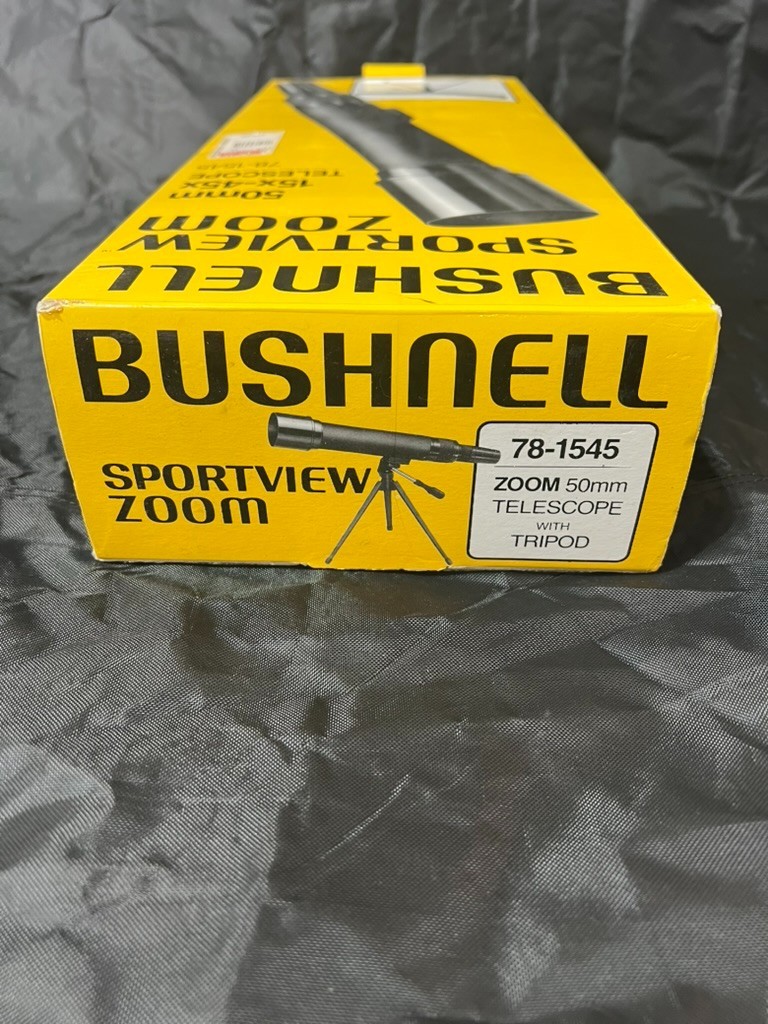 BUSHNELL
SPORTVIEW
ZOOM
50mm
15X-45X
TELESCOPE
78-1545
BUSHNELL
SPORTVIEW
ZOOM
78-1545
ZOOM 50mm
TELESCOPE
WITH
TRIPOD